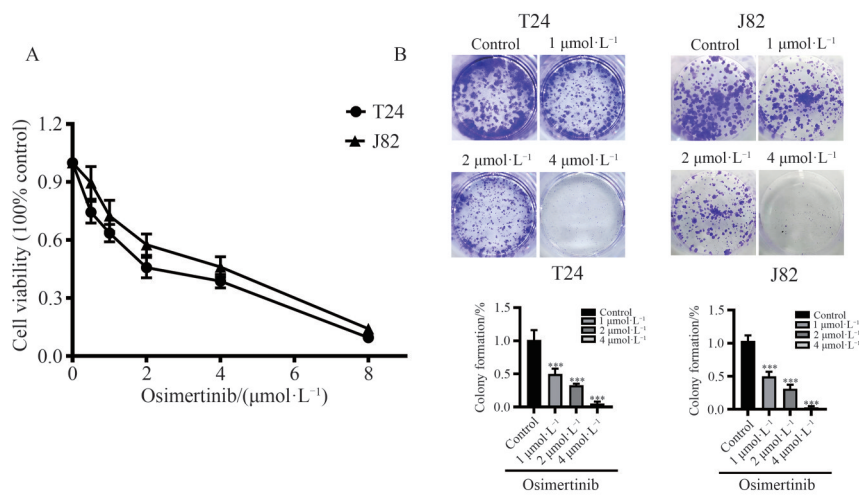 A
T24
J82
Cell viability (100% control)
1.2
0.9
0.6
0.3
0.0
0
2
4
6
8
Osimertinib/(μmol·L⁻¹)
B
T24
Control
1 μmol·L⁻¹
2 μmol·L⁻¹
4 μmol·L⁻¹
J82
Control
1 μmol·L⁻¹
2 μmol·L⁻¹
4 μmol·L⁻¹
T24
Colony formation/%
1.5
1.0
0.5
0.0
Control
1 μmol·L⁻¹
2 μmol·L⁻¹
4 μmol·L⁻¹
***
***
***
Control
1 μmol·L⁻¹
2 μmol·L⁻¹
4 μmol·L⁻¹
Osimertinib
J82
Colony formation/%
1.5
1.0
0.5
0.0
Control
1 μmol·L⁻¹
2 μmol·L⁻¹
4 μmol·L⁻¹
***
***
***
Control
1 μmol·L⁻¹
2 μmol·L⁻¹
4 μmol·L⁻¹
Osimertinib